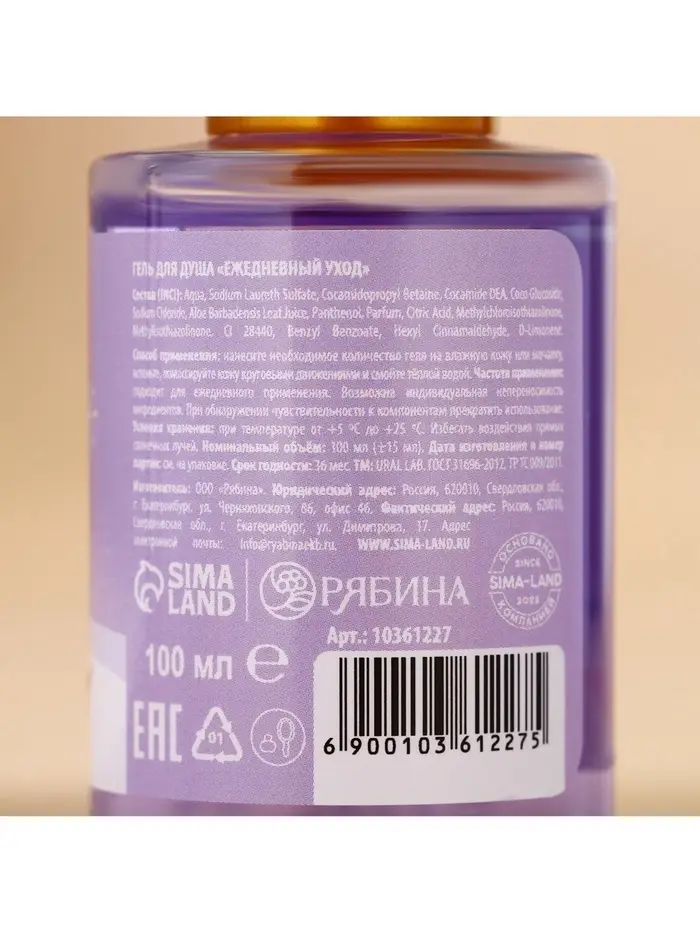 ГЕЛЬ ДЛЯ ДУША «ЕЖЕДНЕВНЫЙ УХОД»
Состав (INCI): Aqua, Sodium Laureth Sulfate, Cocamidopropyl Betaine, Cocamide DEA, Coco-Glucoside,
Sodium Chloride, Aloe Barbadensis Leaf Juice, Panthenol, Parfum, Citric Acid, Methylchloroisothiazolinone,
Methylisothiazolinone. CI 28440, Benzyl Benzoate, Hexyl Cinnamaldehyde, D-Limonene.
Способ применения: нанесите необходимое количество геля на влажную кожу или мочалку,
вспеньте, помассируйте кожу круговыми движениями и смойте тёплой водой. Частота применения:
подходит для ежедневного применения. Возможна индивидуальная непереносимость
ингредиентов. При обнаружении чувствительности к компонентам прекратить использование.
Условия хранения: при температуре от +5 °C до +25 °C. Избегать воздействия прямых
солнечных лучей. Номинальный объём: 100 мл (±15 мл). Дата изготовления и номер
партии: см. на упаковке. Срок годности: 36 мес. TM: URAL LAB. ГОСТ 31696-2012. ТР ТС 009/2011.
Изготовитель: ООО «Рябина». Юридический адрес: Россия, 620010, Свердловская обл.,
г. Екатеринбург, ул. Черняховского, 86, офис 46. Фактический адрес: Россия, 620010,
Свердловская обл., г. Екатеринбург, ул. Димитрова, 17. Адрес
электронной почты: info@ryabinaekb.ru. WWW.SIMA-LAND.RU
SIMA LAND
РЯБИНА
ОСНОВАНО
SINCE
SIMA-LAND
КОМПАНИЕЙ
Арт.: 10361227
100 мл e
EAC
01
6 900103 612275